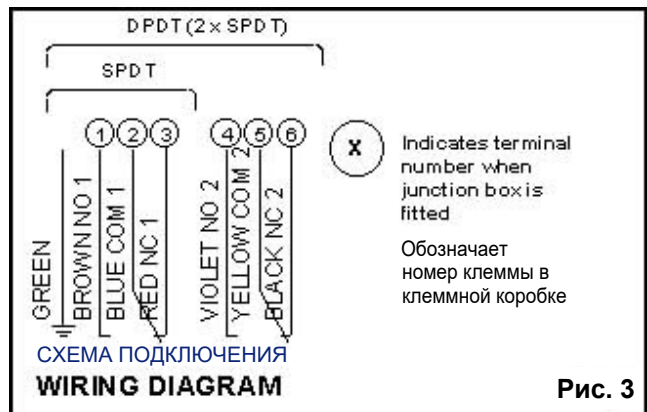 DPDT(2 x SPDT)
SPDT
1 2 3 4 5 6
GREEN
BROWN NO 1
BLUE COM 1
RED NC 1
VIOLET NO 2
YELLOW COM 2
BLACK NC 2
X
Indicates terminal
number when
junction box is
fitted
Обозначает
номер клеммы в
клеммной коробке
СХЕМА ПОДКЛЮЧЕНИЯ
WIRING DIAGRAM
Рис. 3